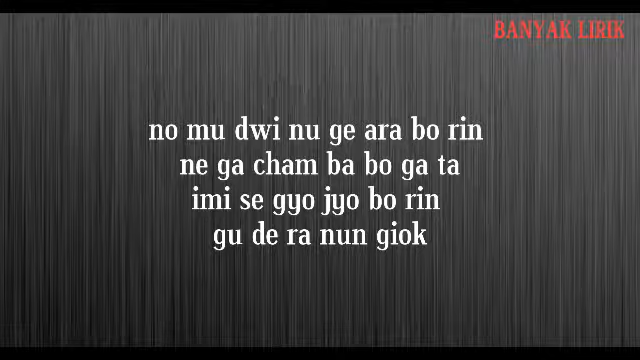 BANYAK LIRIK
no mu dwi nu ge ara bo rin
ne ga cham ba bo ga ta
imi se gyo jyo bo rin
gu de ra nun giok